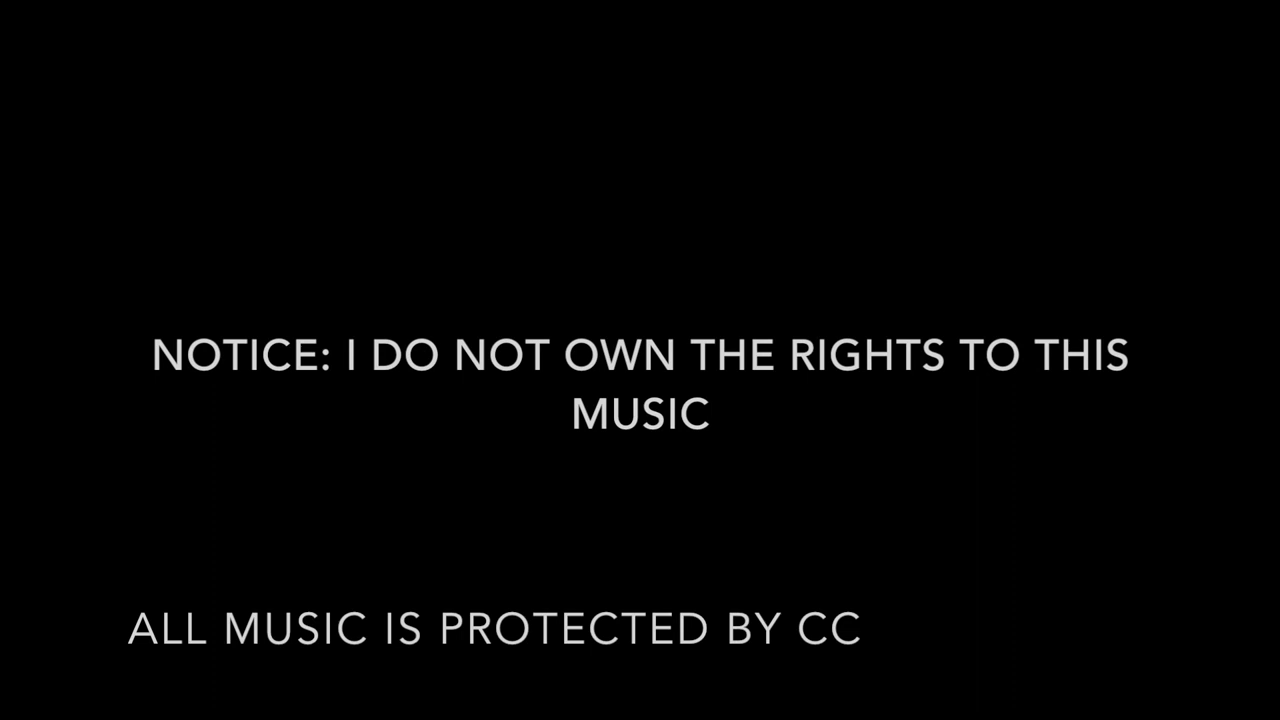 NOTICE: I DO NOT OWN THE RIGHTS TO THIS
MUSIC
ALL MUSIC IS PROTECTED BY CC